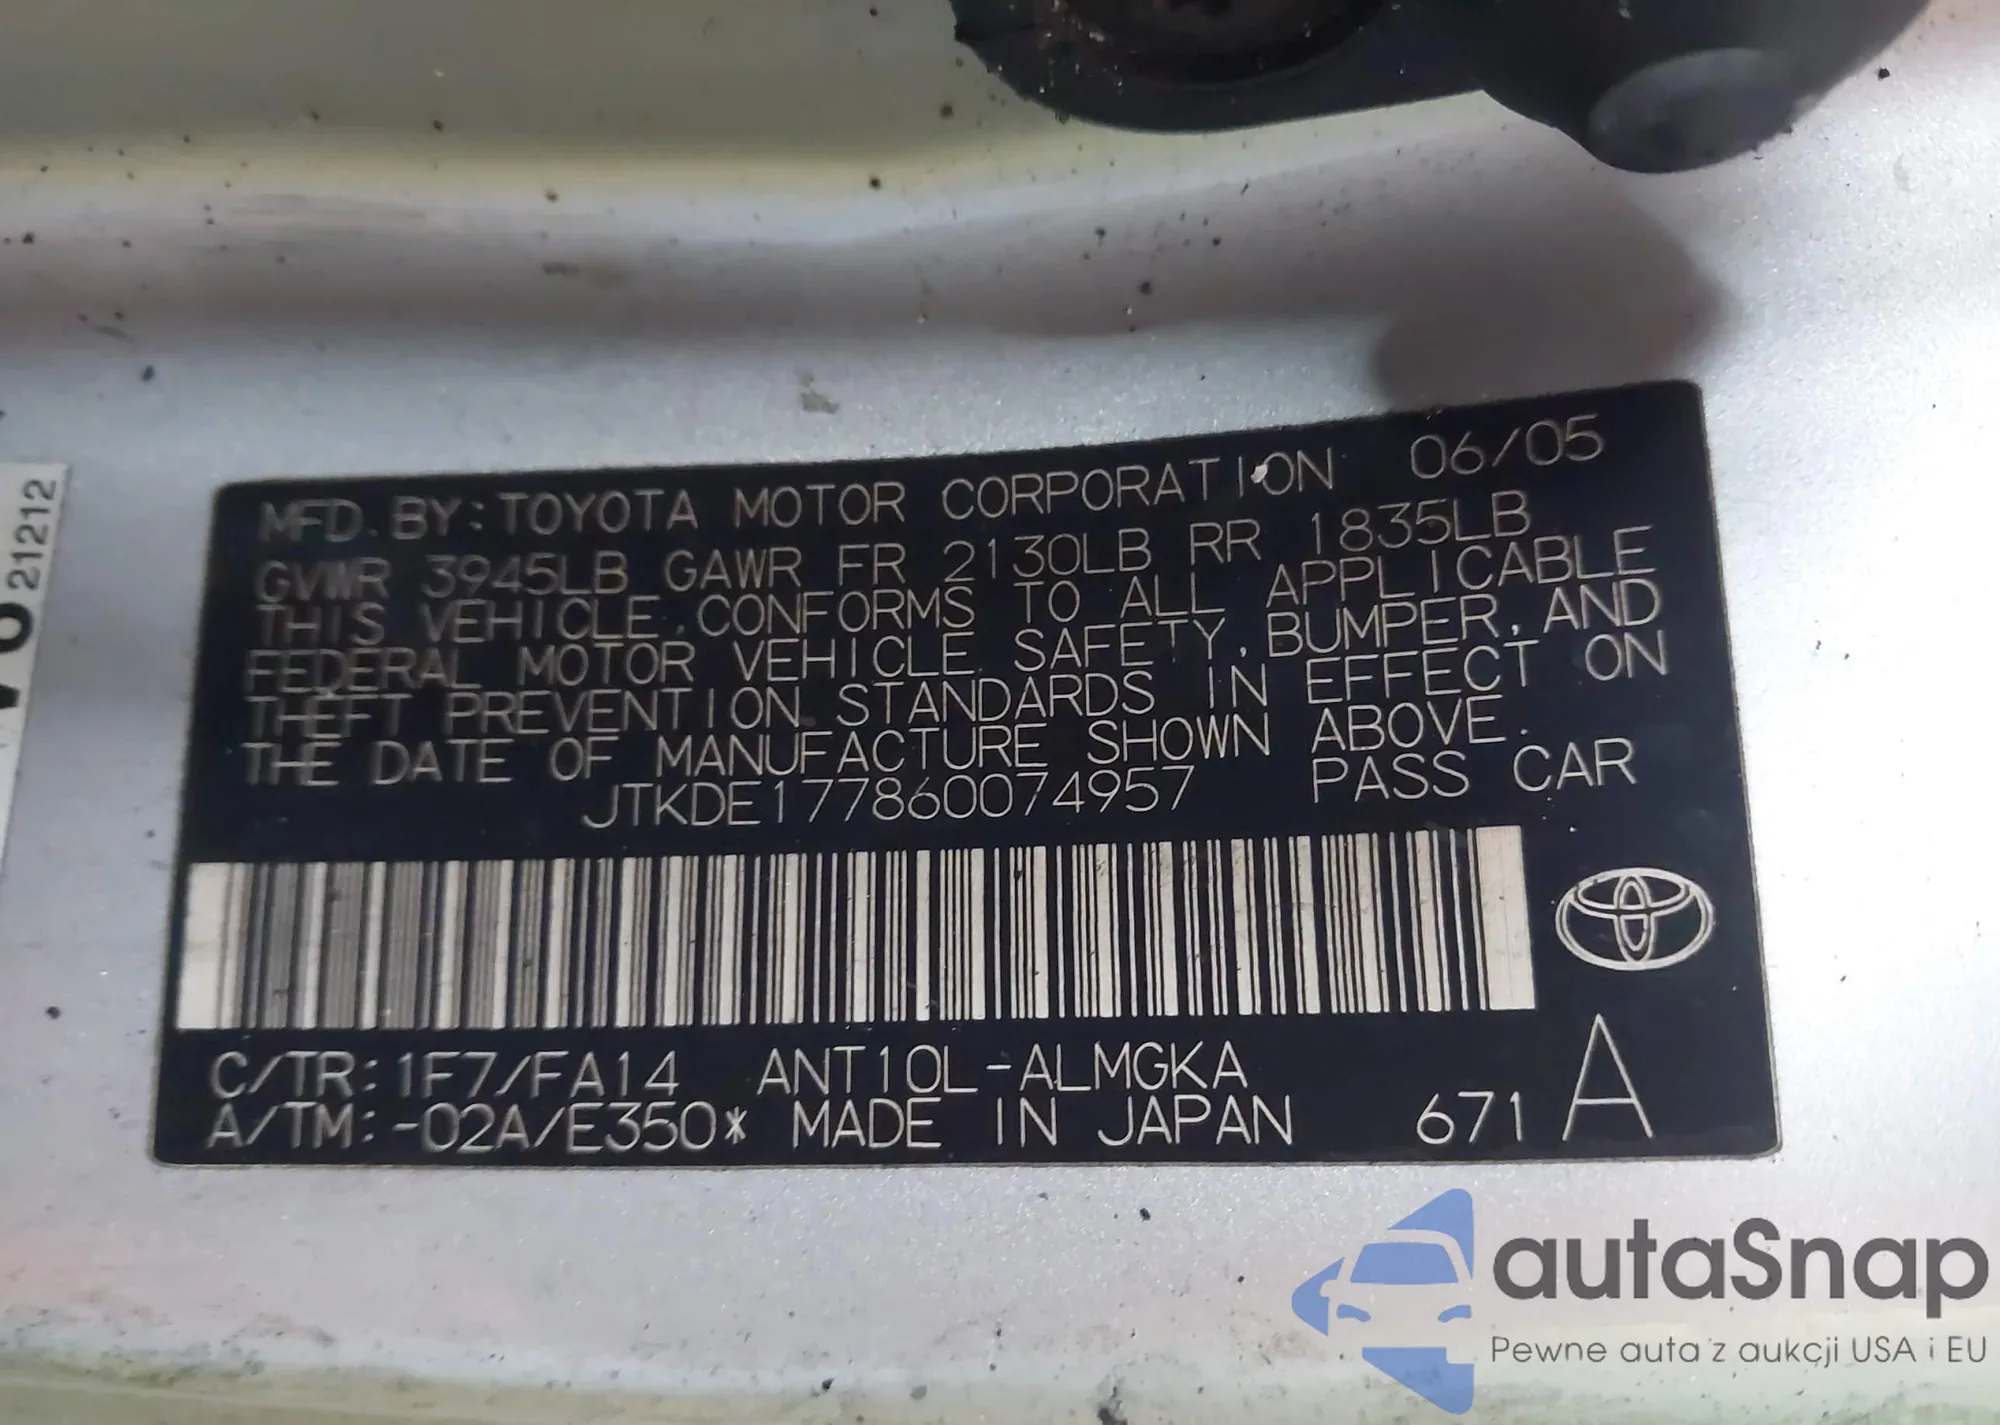 MFD. BY: TOYOTA MOTOR CORPORATION 06/05
GVWR 3945LB GAWR FR 2130LB RR 1835LB
THIS VEHICLE CONFORMS TO ALL APPLICABLE
FEDERAL MOTOR VEHICLE SAFETY, BUMPER, AND
THEFT PREVENTION STANDARDS IN EFFECT ON
THE DATE OF MANUFACTURE SHOWN ABOVE.
JTKDE177860074957 PASS CAR
C/TR: 1F7/FA14 ANT10L-ALMGKA
A/TM: -02A/E350* MADE IN JAPAN 671 A
21212
autaSnap
Pewne auta z aukcji USA i EU